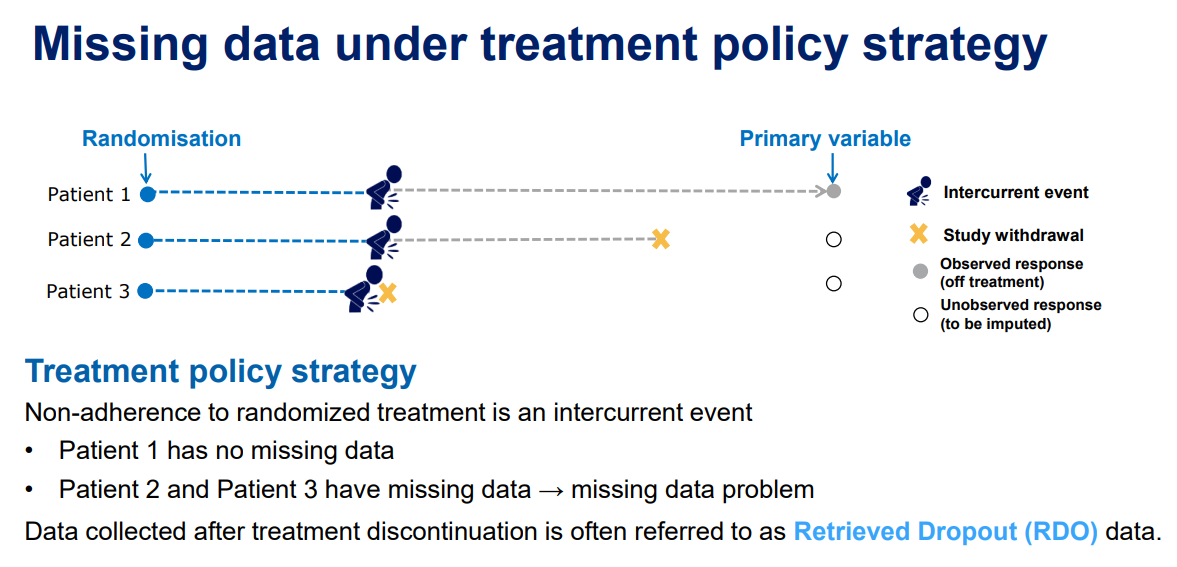 Missing data under treatment policy strategy
Randomisation
Primary variable
Patient 1
Patient 2
Patient 3
Intercurrent event
Study withdrawal
Observed response
(off treatment)
Unobserved response
(to be imputed)
Treatment policy strategy
Non-adherence to randomized treatment is an intercurrent event
• Patient 1 has no missing data
• Patient 2 and Patient 3 have missing data → missing data problem
Data collected after treatment discontinuation is often referred to as Retrieved Dropout (RDO) data.